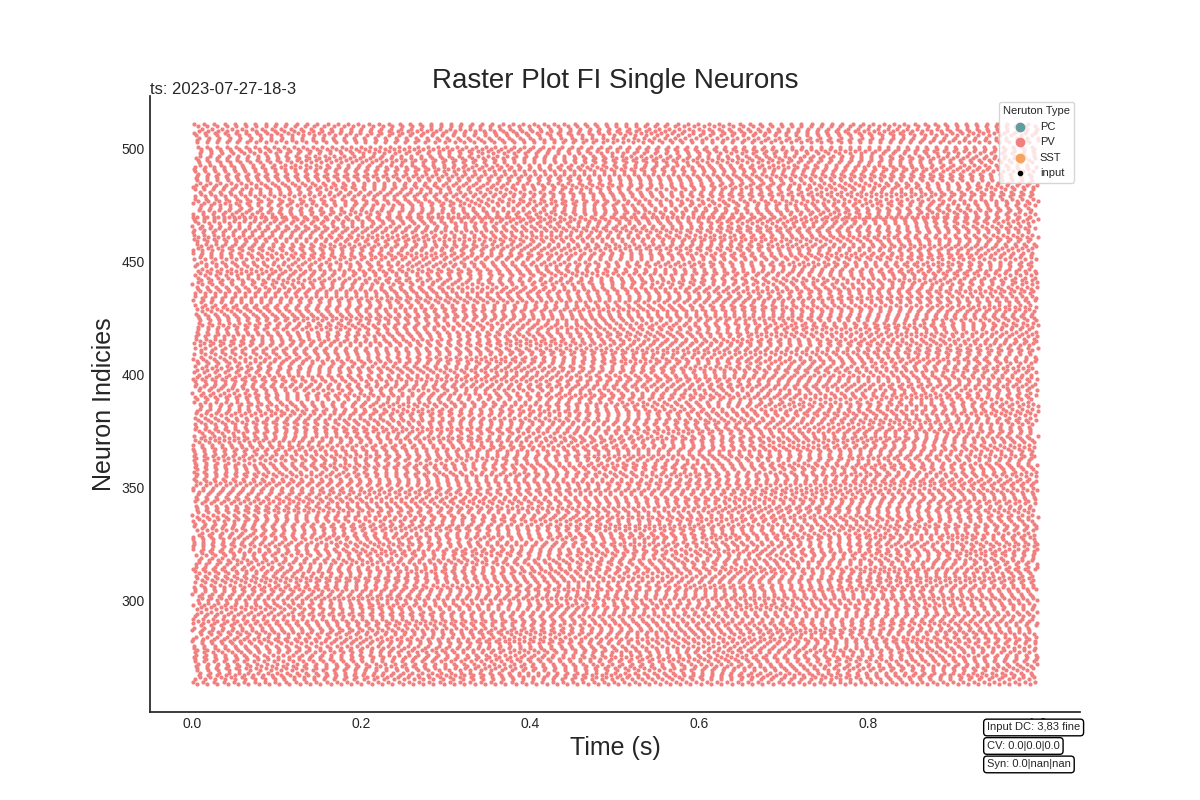 Raster Plot FI Single Neurons
ts: 2023-07-27-18-3
Neruton Type
PC
PV
SST
input
500
450
400
350
300
Neuron Indicies
0.0 0.2 0.4 0.6 0.8
Time (s)
Input DC: 3,83 fine
CV: 0.0|0.0|0.0
Syn: 0.0|nan|nan